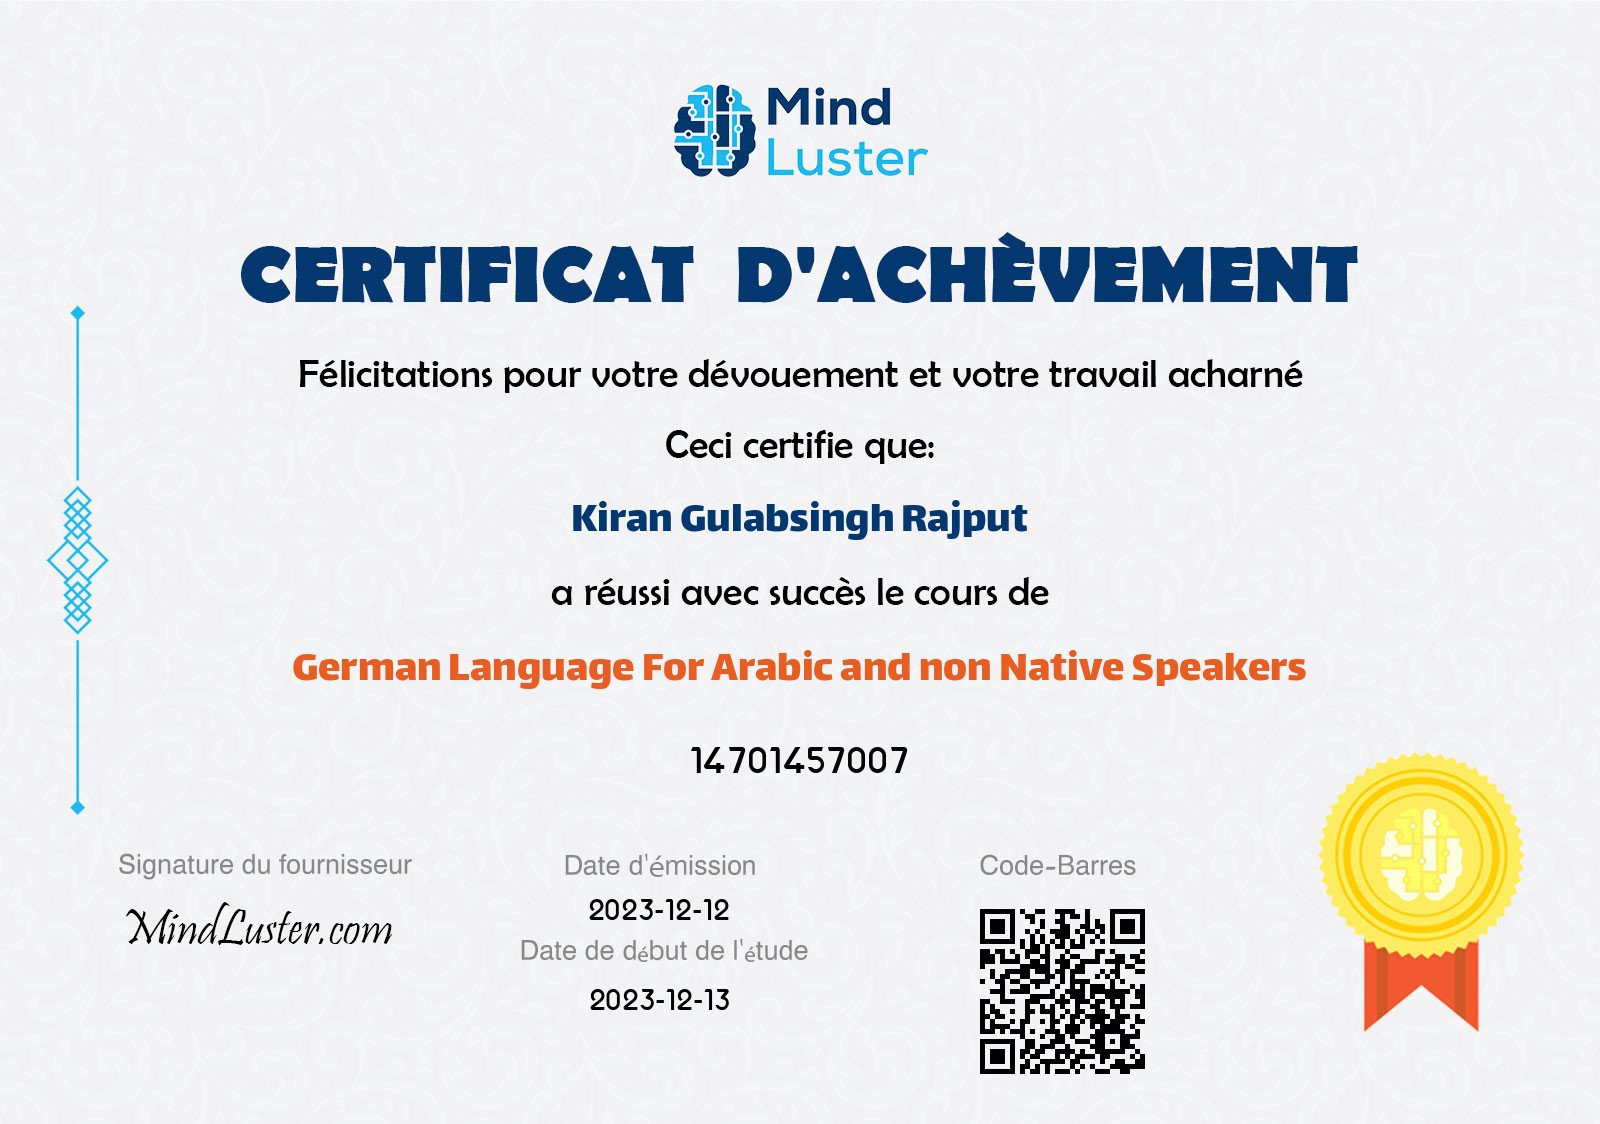 Mind
Luster
CERTIFICAT D'ACHÈVEMENT
Félicitations pour votre dévouement et votre travail acharné
Ceci certifie que:
Kiran Gulabsingh Rajput
a réussi avec succès le cours de
German Language For Arabic and non Native Speakers
14701457007
Signature du fournisseur
MindLuster.com
Date d'émission
2023-12-12
Date de début de l'étude
2023-12-13
Code-Barres